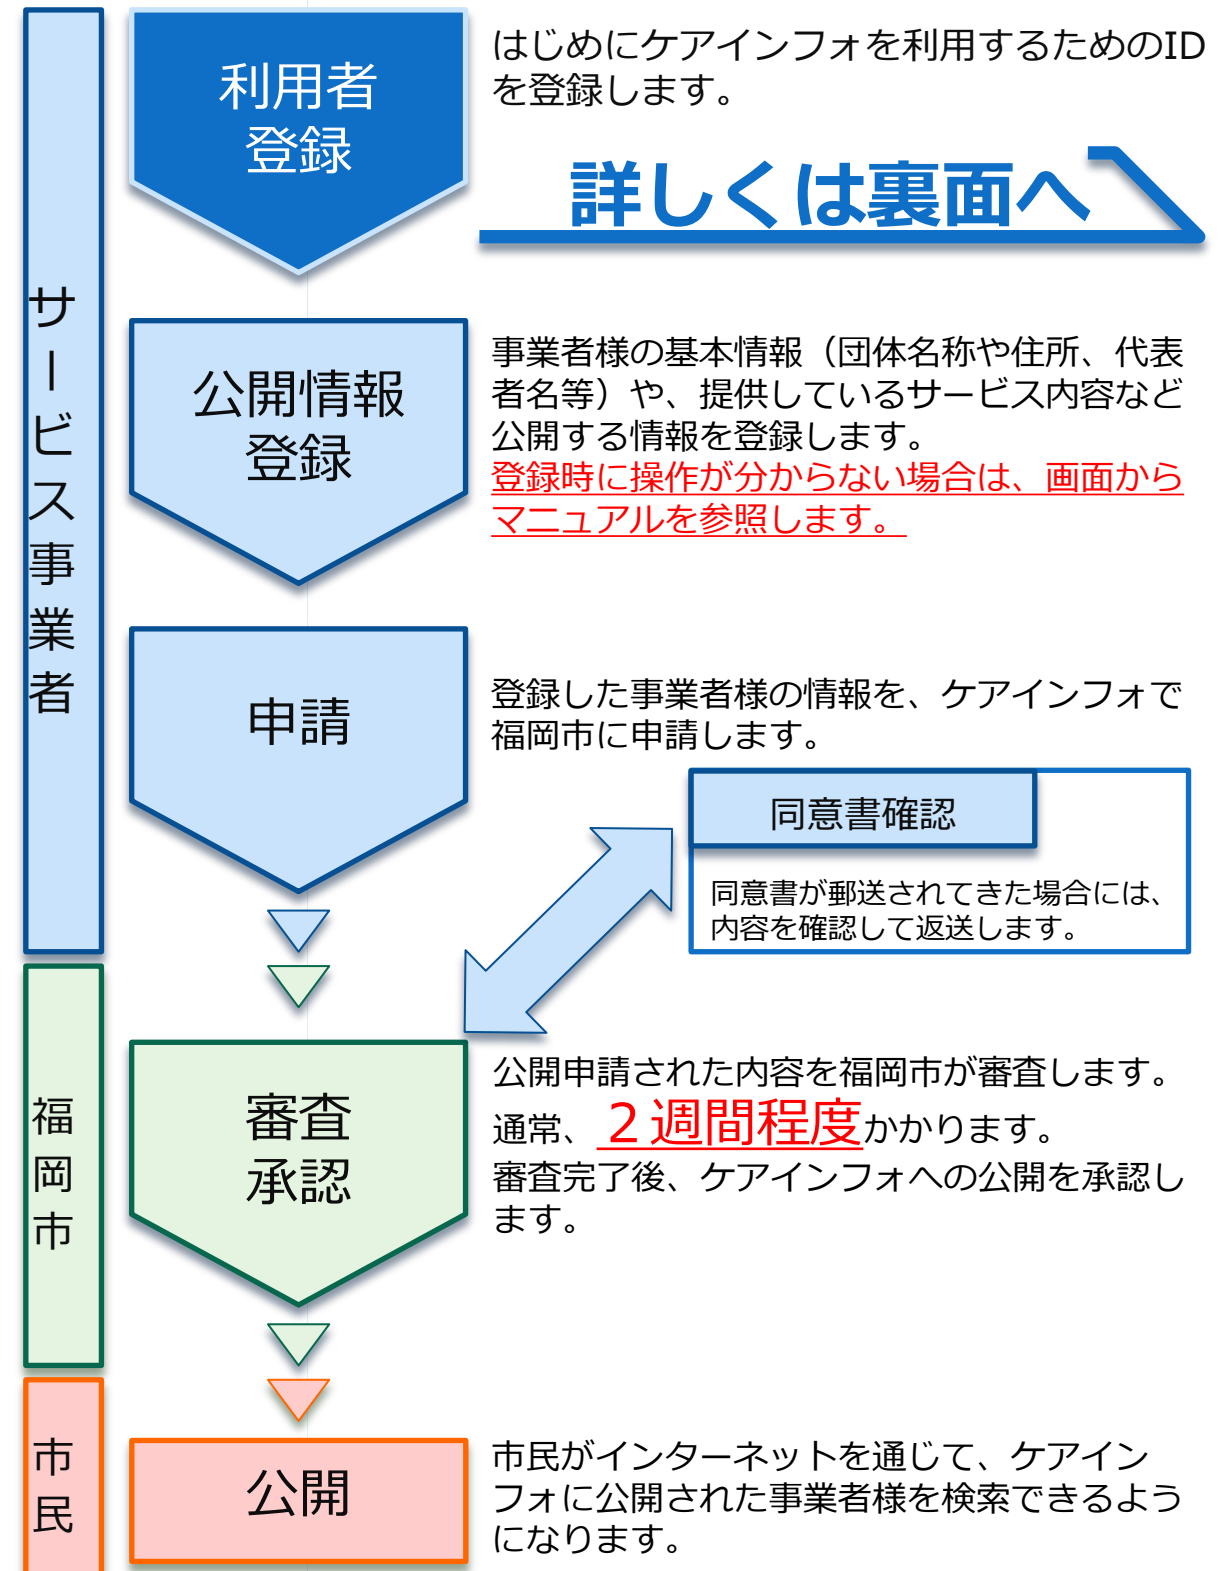 サービス事業者
利用者
登録
はじめにケアインフォを利用するためのID
を登録します。
詳しくは裏面へ
公開情報
登録
事業者様の基本情報（団体名称や住所、代表
者名等）や、提供しているサービス内容など
公開する情報を登録します。
登録時に操作が分からない場合は、画面から
マニュアルを参照します。
申請
登録した事業者様の情報を、ケアインフォで
福岡市に申請します。
同意書確認
同意書が郵送されてきた場合には、
内容を確認して返送します。
福岡市
審査
承認
公開申請された内容を福岡市が審査します。
通常、２週間程度かかります。
審査完了後、ケアインフォへの公開を承認し
ます。
市民
公開
市民がインターネットを通じて、ケアイン
フォに公開された事業者様を検索できるよう
になります。